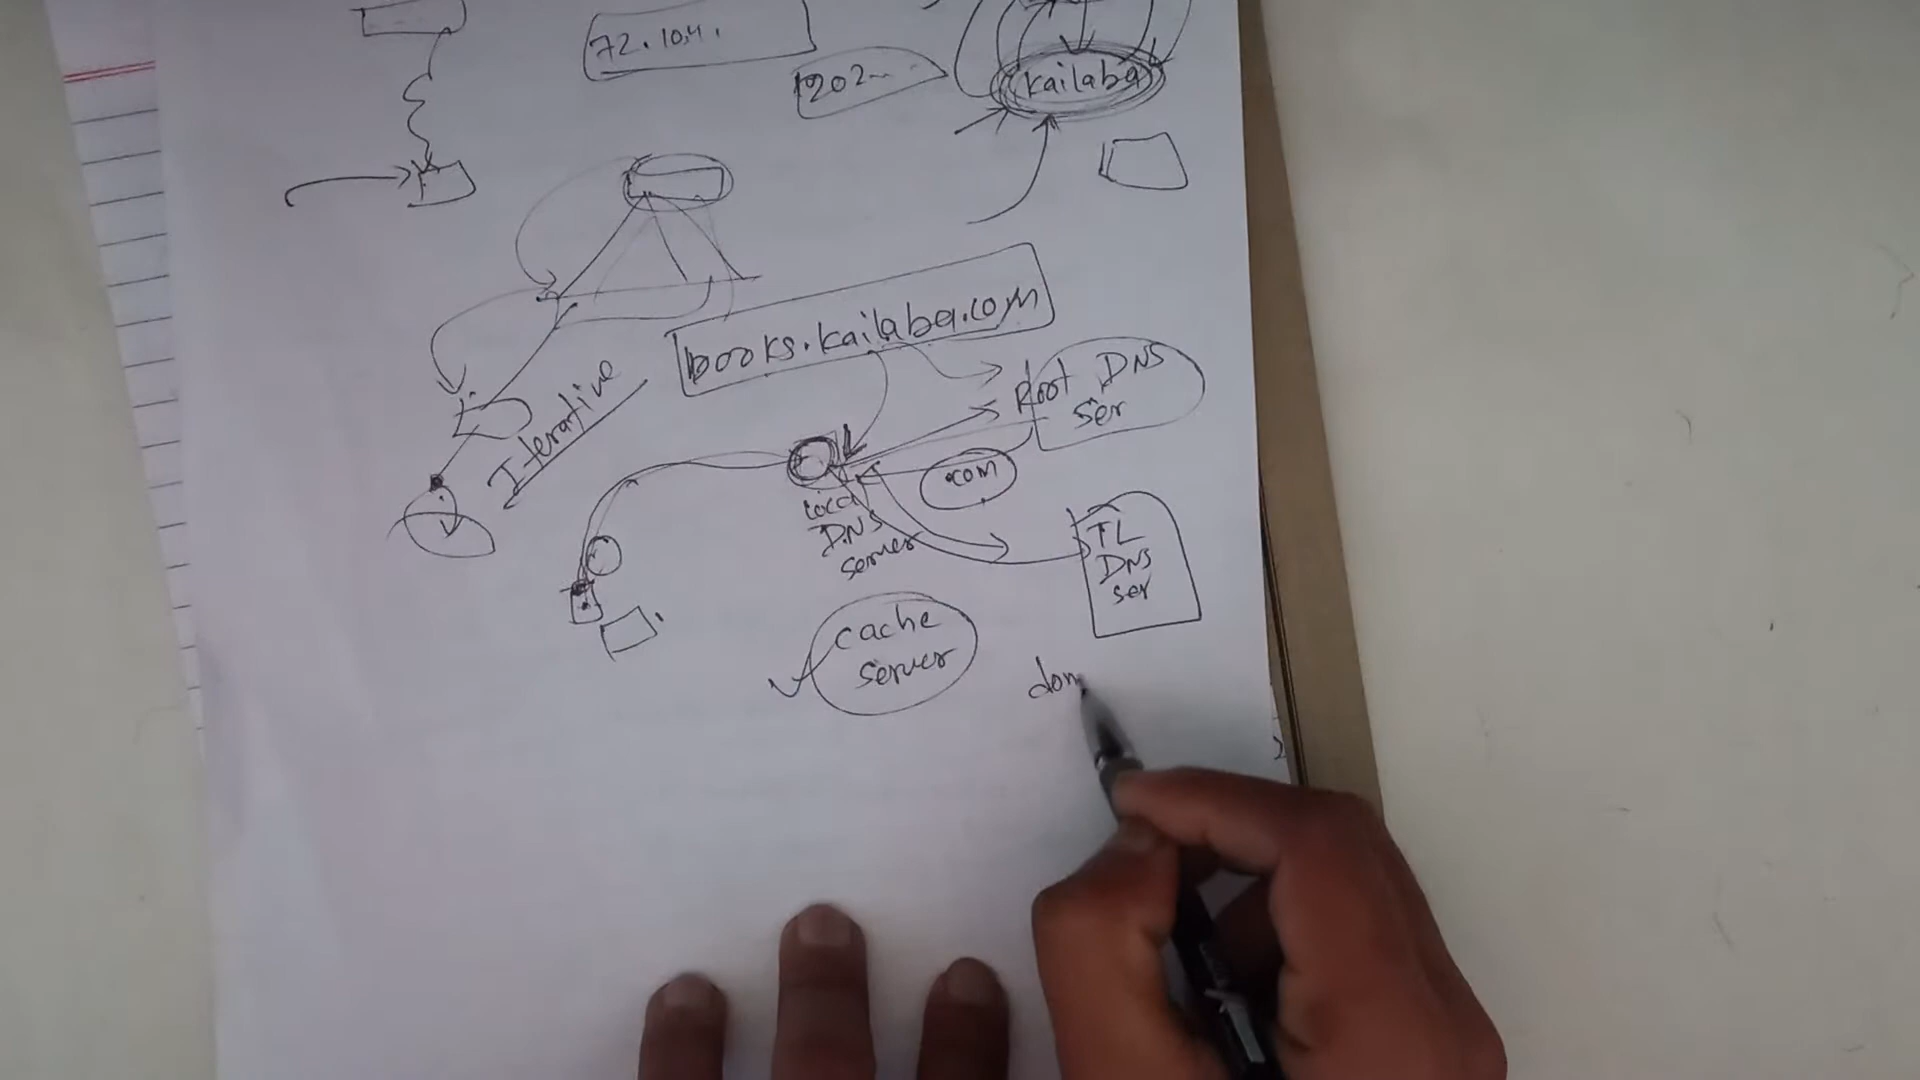 72.104.
202...
kailaba
books.kailaba.com
Iterative
Root DNS
ser
.com
local
DNS
server
TL
DNS
ser
cache
server
dom